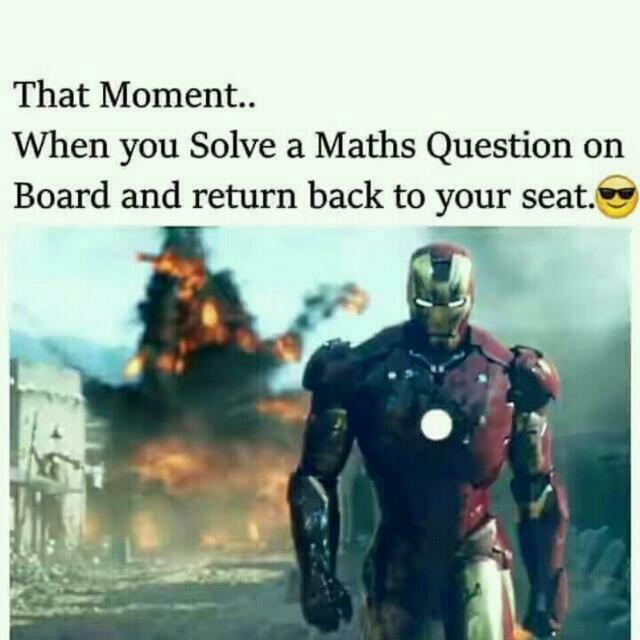 That Moment..
When you Solve a Maths Question on
Board and return back to your seat.😎